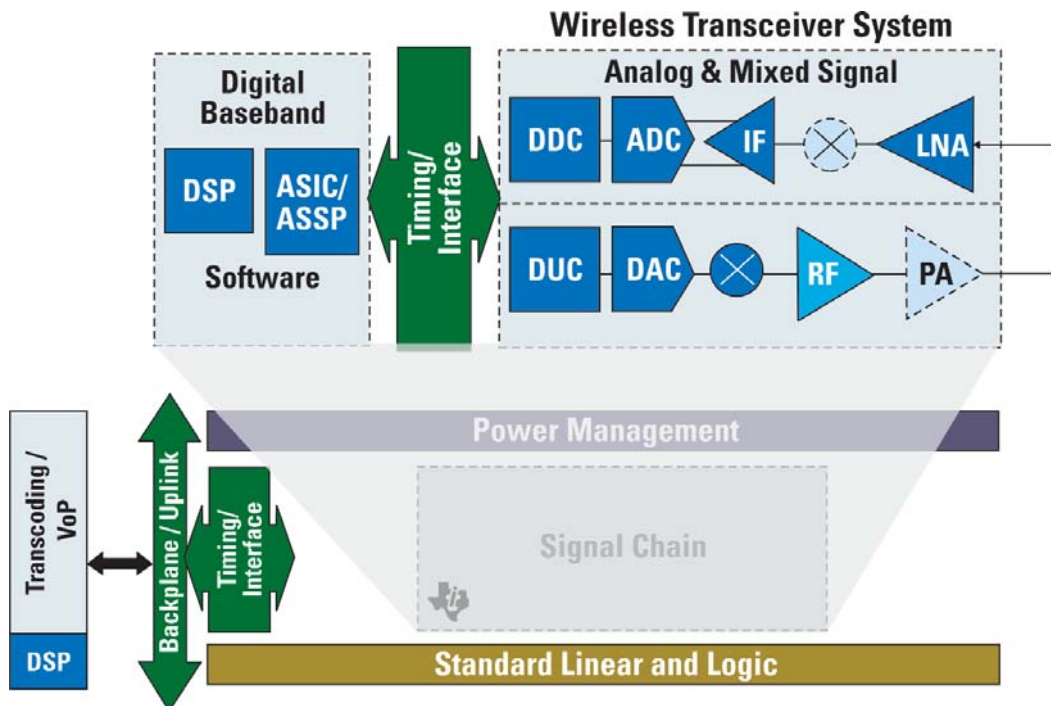 Wireless Transceiver System
Digital
Baseband
DSP
ASIC/
ASSP
Software
Timing/
Interface
Analog & Mixed Signal
DDC
ADC
IF
LNA
DUC
DAC
RF
PA
Power Management
Transcoding /
VoP
DSP
Backplane / Uplink
Timing/
Interface
Signal Chain
Standard Linear and Logic